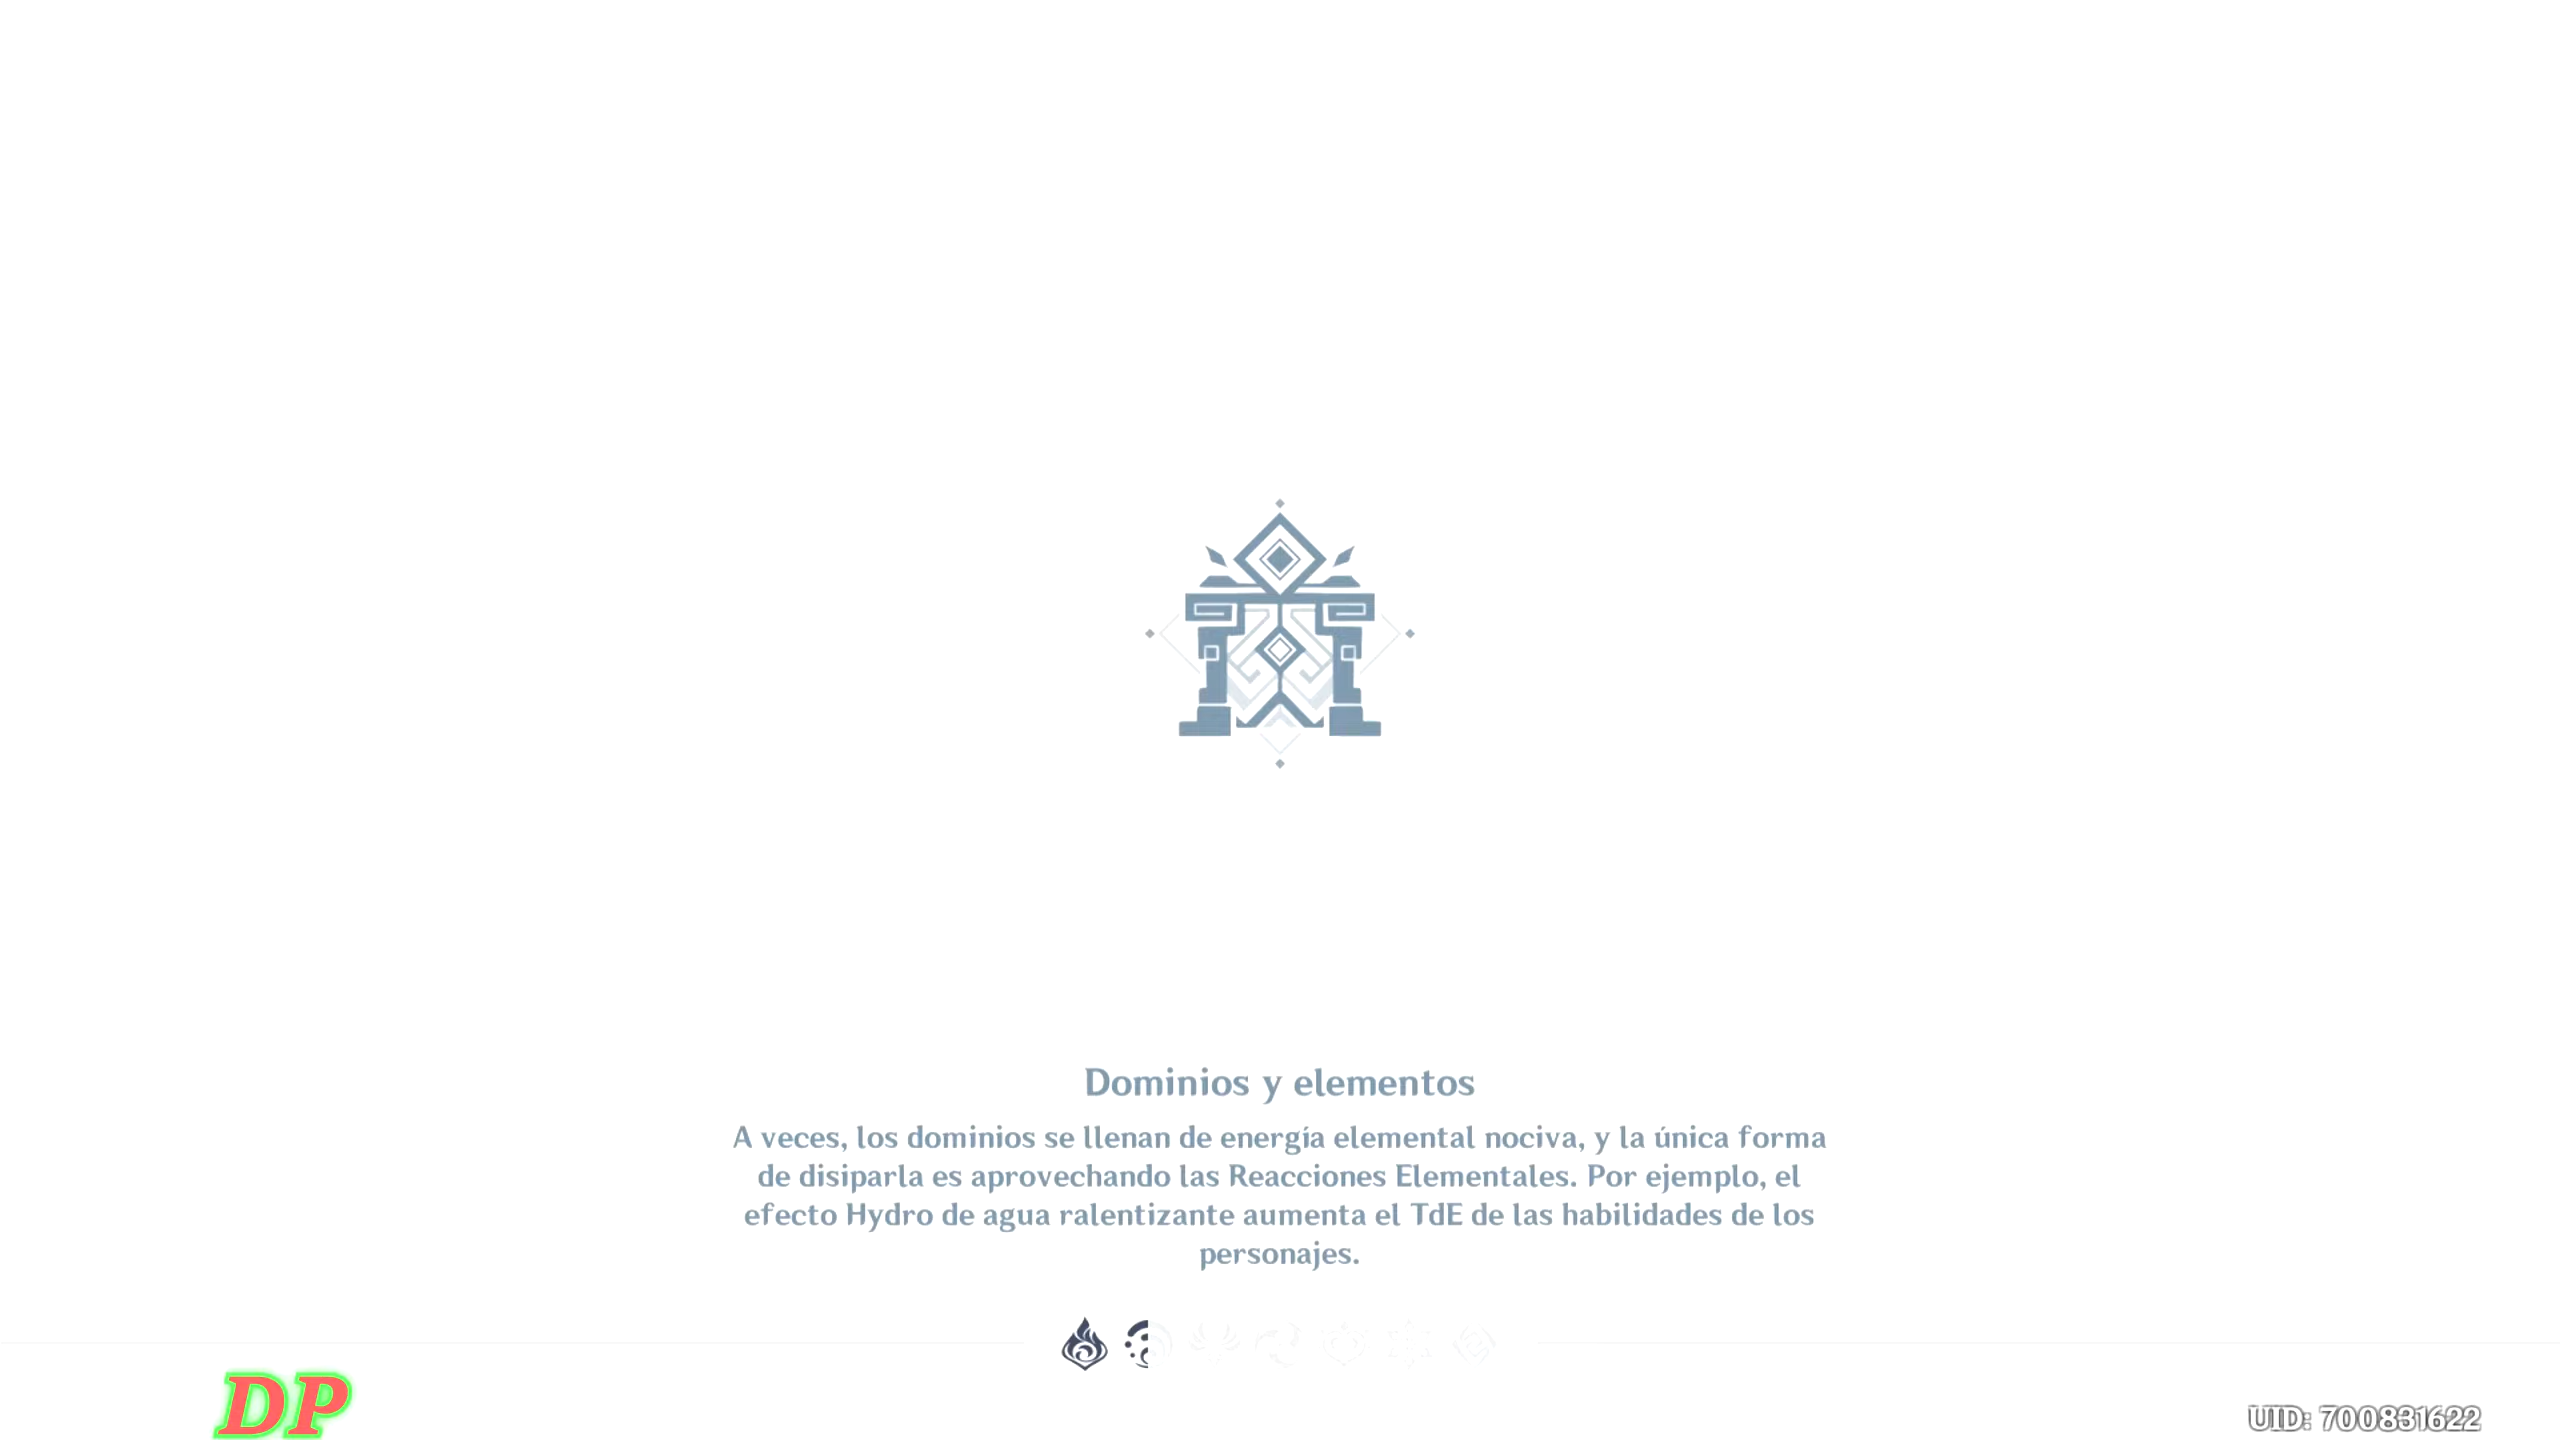 Dominios y elementos
A veces, los dominios se llenan de energía elemental nociva, y la única forma
de disiparla es aprovechando las Reacciones Elementales. Por ejemplo, el
efecto Hydro de agua ralentizante aumenta el TdE de las habilidades de los
personajes.
DP
UID: 700831622